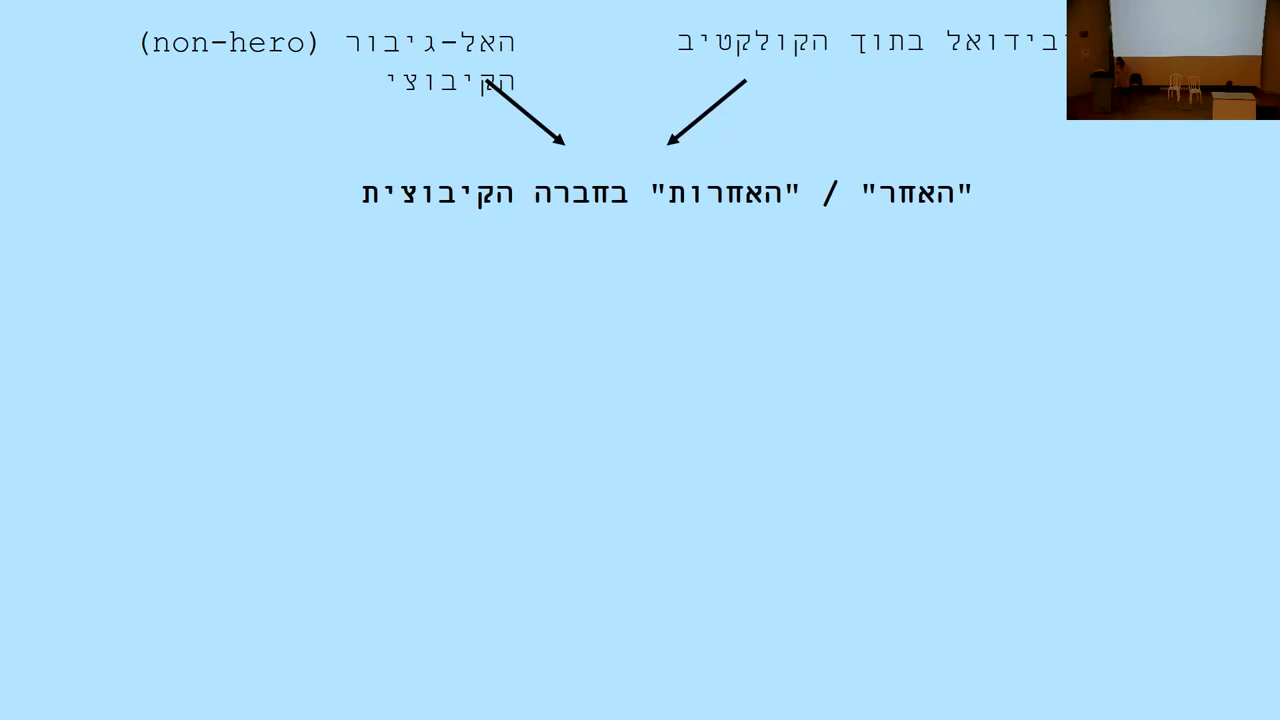 בתוך הקולקטיב
האל-גיבור (non-hero)
הקיבוצי
"האחר" / "האחרות" בחברה הקיבוצית